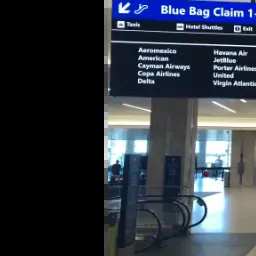 Blue Bag Claim 1-
Taxis
Hotel Shuttles
Exit
Aeromexico
American
Cayman Airways
Copa Airlines
Delta
Havana Air
JetBlue
Porter Airlines
United
Virgin Atlantic